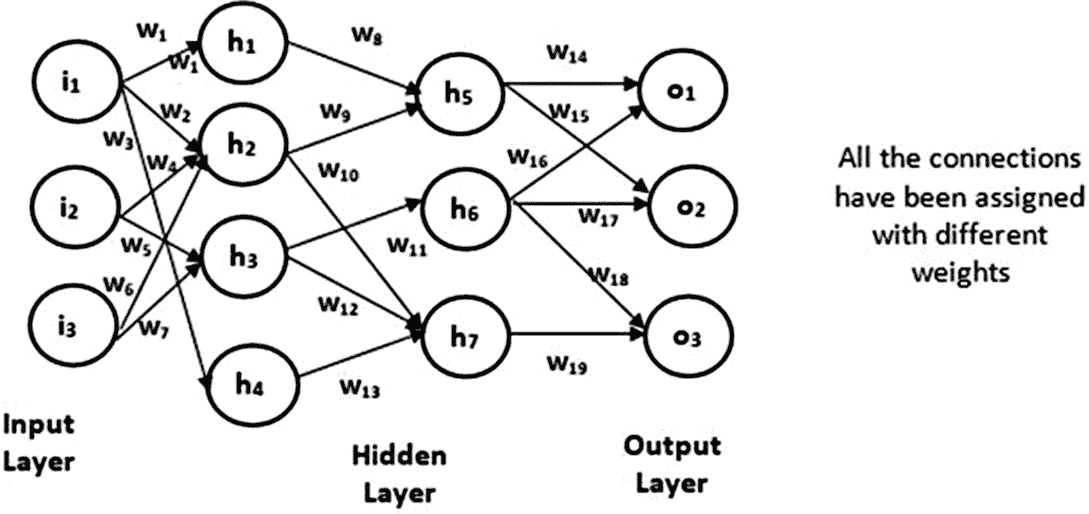 W₁
W₁
W₂
W₃
W₄
W₅
W₆
W₇
i₁
i₂
i₃
h₁
h₂
h₃
h₄
W₈
W₉
W₁₀
W₁₁
W₁₂
W₁₃
h₅
h₆
h₇
W₁₄
W₁₅
W₁₆
W₁₇
W₁₈
W₁₉
o₁
o₂
o₃
Input
Layer
Hidden
Layer
Output
Layer
All the connections
have been assigned
with different
weights